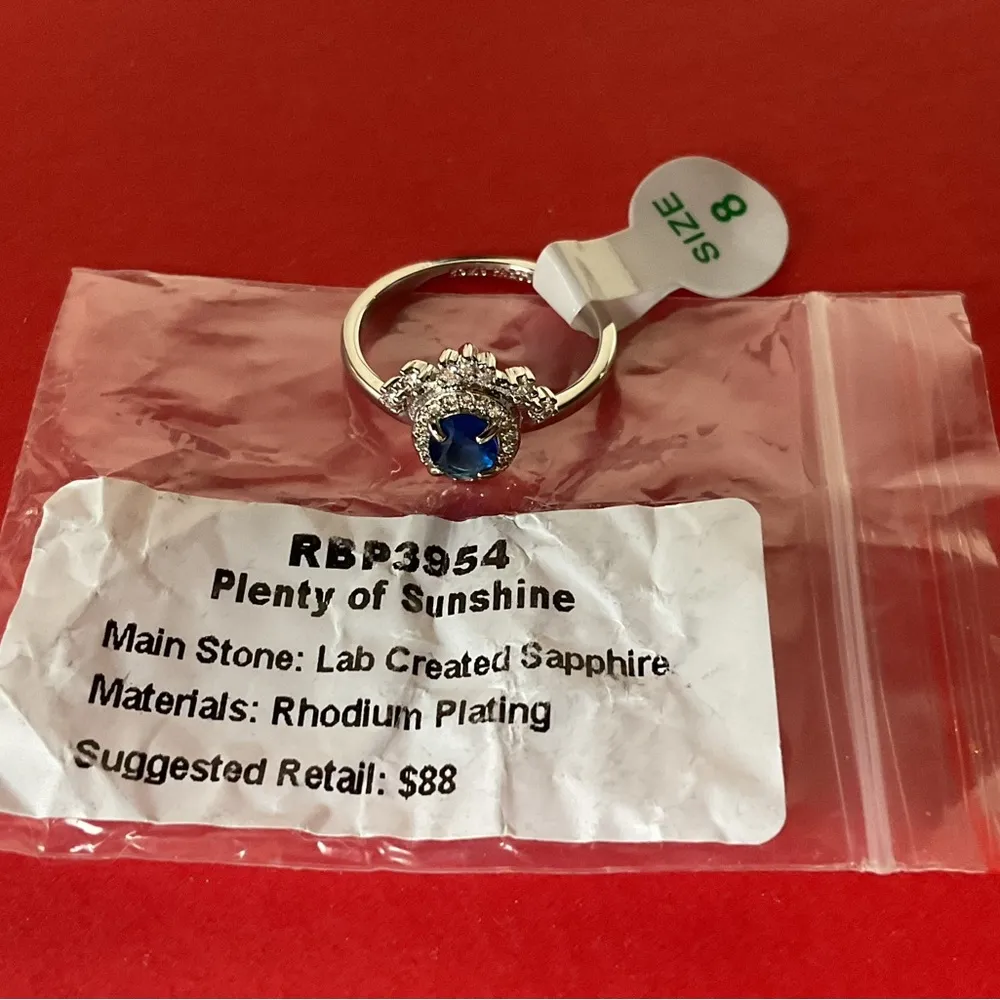 SIZE
8
RBP3954
Plenty of Sunshine
Main Stone: Lab Created Sapphire
Materials: Rhodium Plating
Suggested Retail: $88